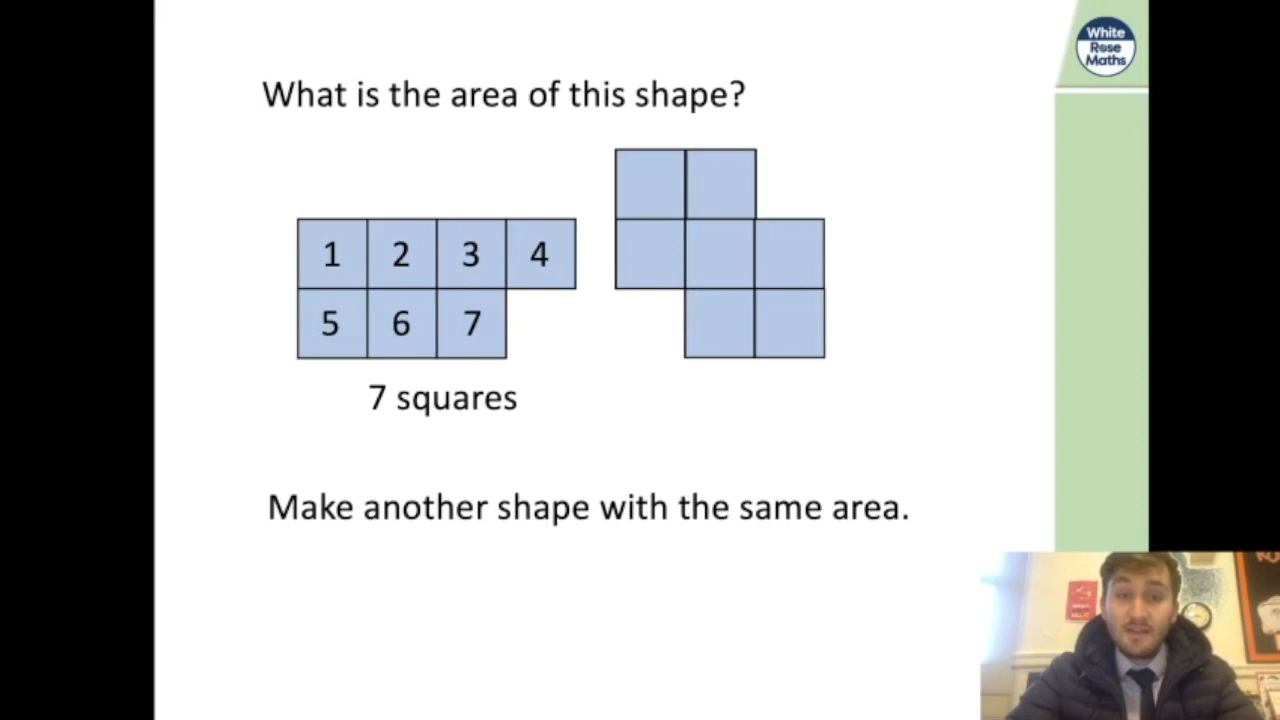 What is the area of this shape?
White
Rose
Maths
1 2 3 4
5 6 7
7 squares
Make another shape with the same area.